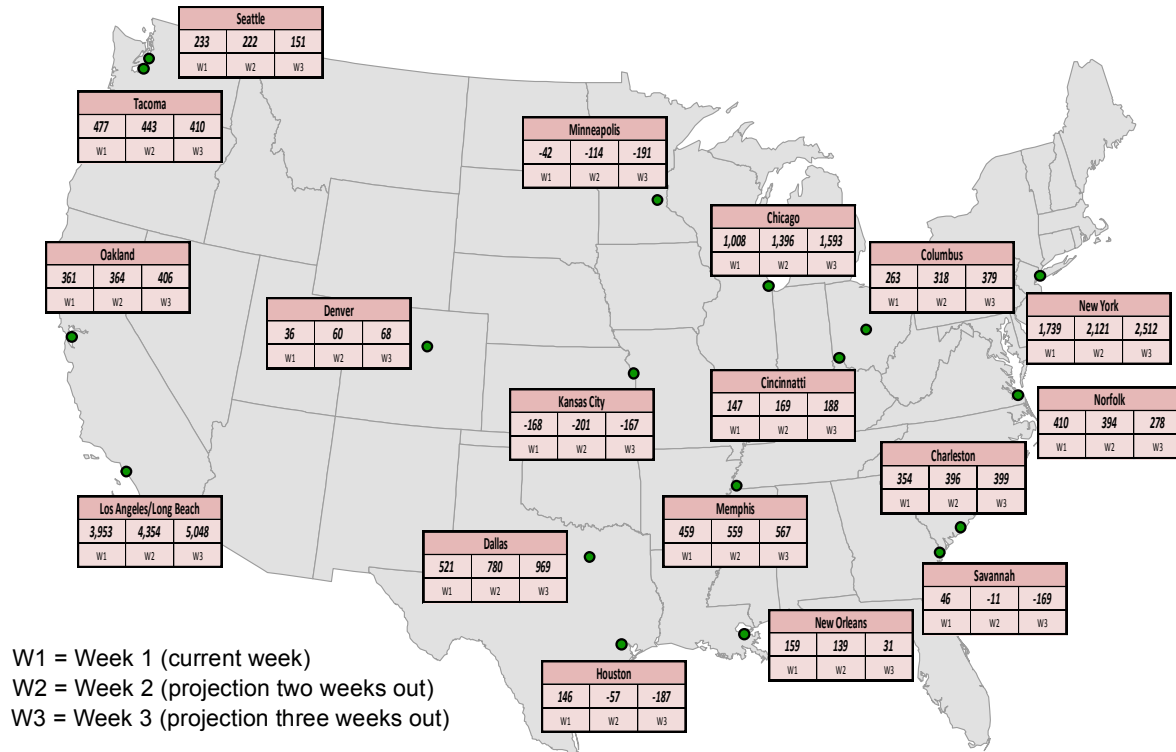 Seattle
233 222 151
W1 W2 W3
Tacoma
477 443 410
W1 W2 W3
Minneapolis
-42 -114 -191
W1 W2 W3
Chicago
1,008 1,396 1,593
W1 W2 W3
Oakland
361 364 406
W1 W2 W3
Columbus
263 318 379
W1 W2 W3
Denver
36 60 68
W1 W2 W3
New York
1,739 2,121 2,512
W1 W2 W3
Cincinnatti
147 169 188
W1 W2 W3
Kansas City
-168 -201 -167
W1 W2 W3
Norfolk
410 394 278
W1 W2 W3
Charleston
354 396 399
W1 W2 W3
Los Angeles/Long Beach
3,953 4,354 5,048
W1 W2 W3
Memphis
459 559 567
W1 W2 W3
Dallas
521 780 969
W1 W2 W3
Savannah
46 -11 -169
W1 W2 W3
New Orleans
159 139 31
W1 W2 W3
Houston
146 -57 -187
W1 W2 W3
W1 = Week 1 (current week)
W2 = Week 2 (projection two weeks out)
W3 = Week 3 (projection three weeks out)